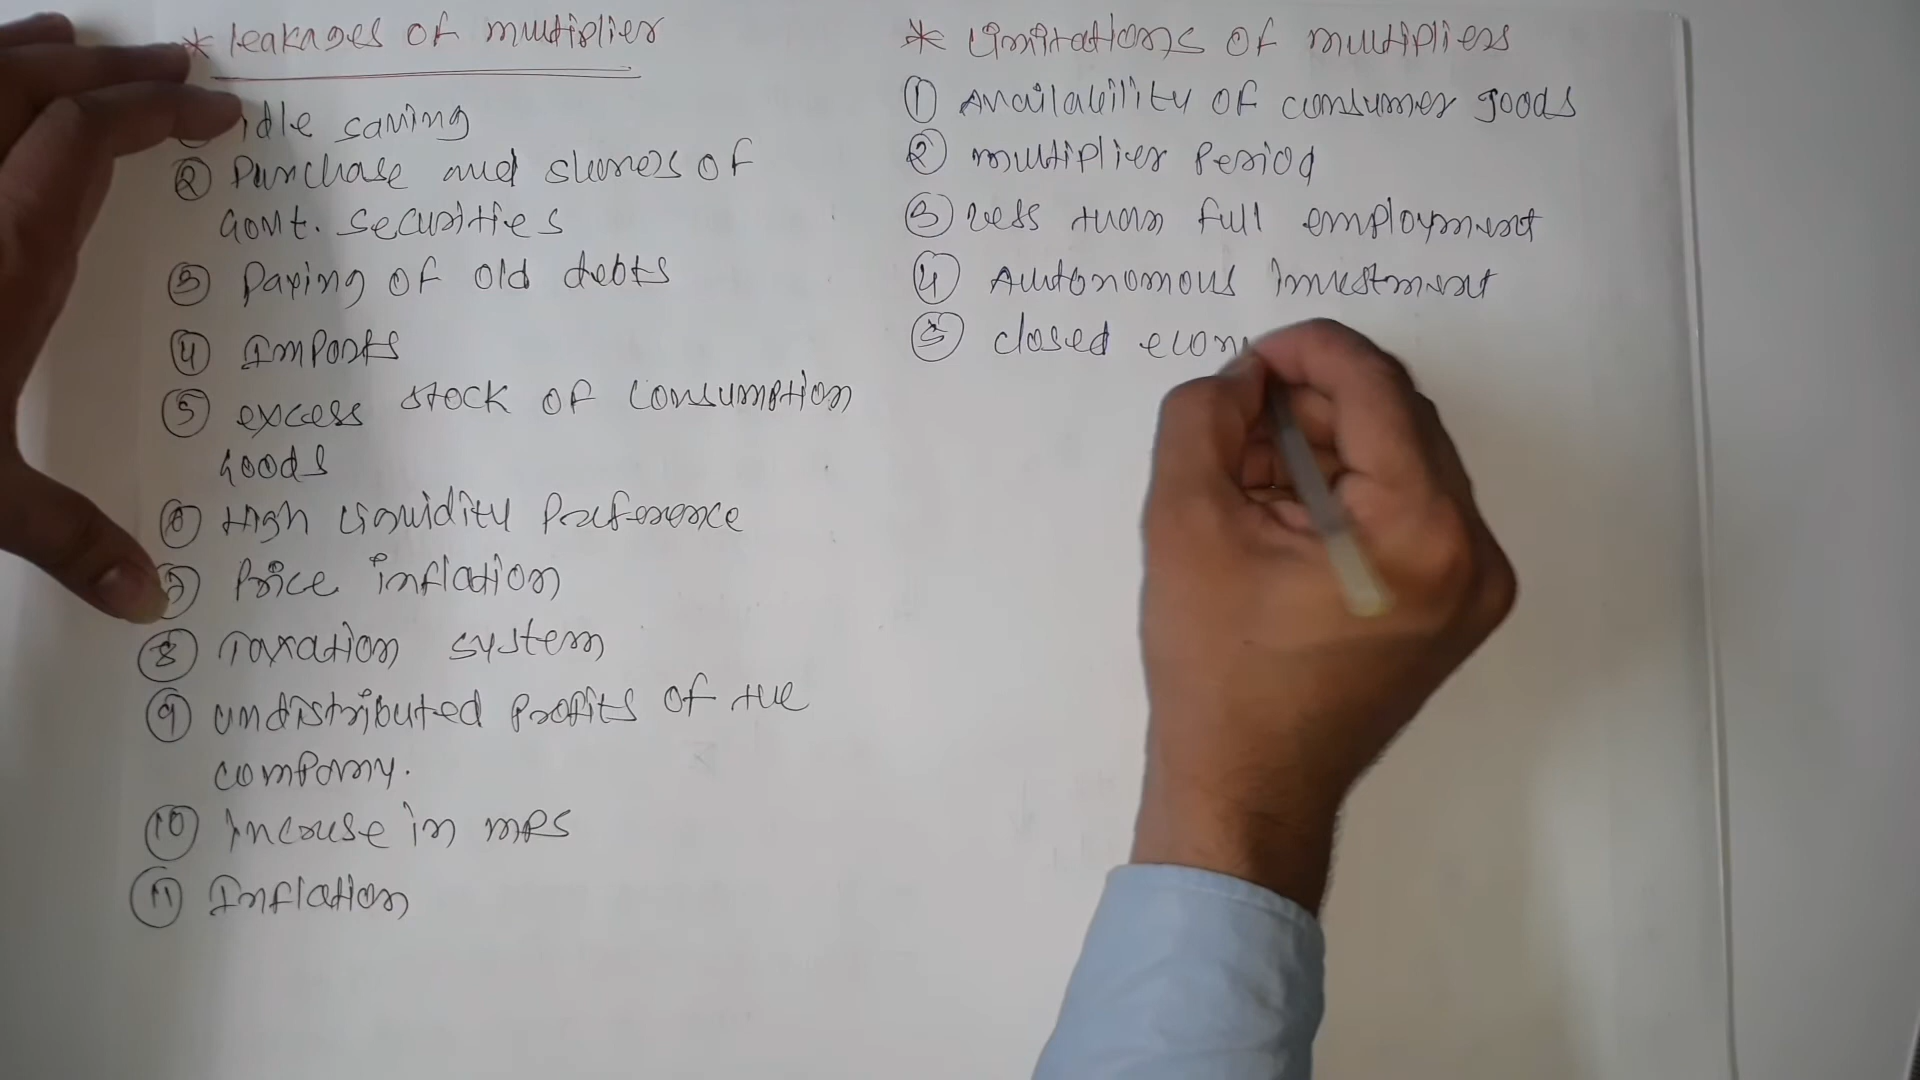 * leakages of multiplier
idle saving
② Purchase and shares of
Govt. securities
③ Paying of old debts
④ Imports
⑤ excess stock of consumption
goods
⑥ High liquidity Preference
⑦ Price inflation
⑧ Taxation system
⑨ undistributed profits of the
company.
⑩ increase in mPS
⑪ Inflation
* Limitations of multipliers
① Availability of consumer goods
② multiplier Period
③ Less than full employment
④ Autonomous investment
⑤ closed econ